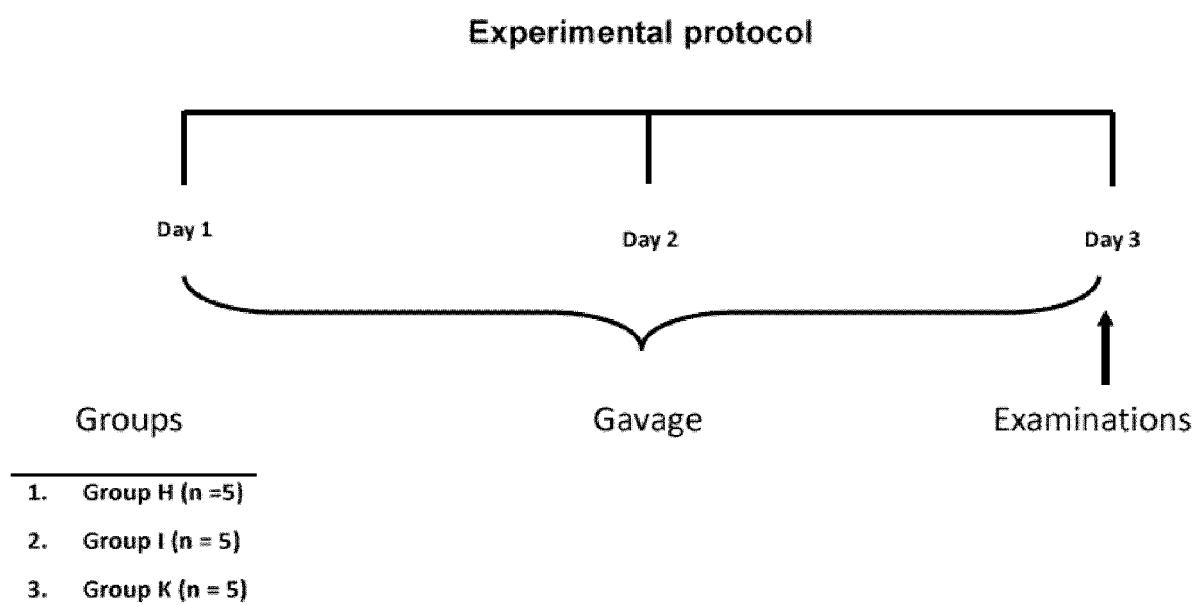 Experimental protocol
Day 1
Day 2
Day 3
Groups
Gavage
Examinations
1. Group H (n =5)
2. Group I (n = 5)
3. Group K (n = 5)